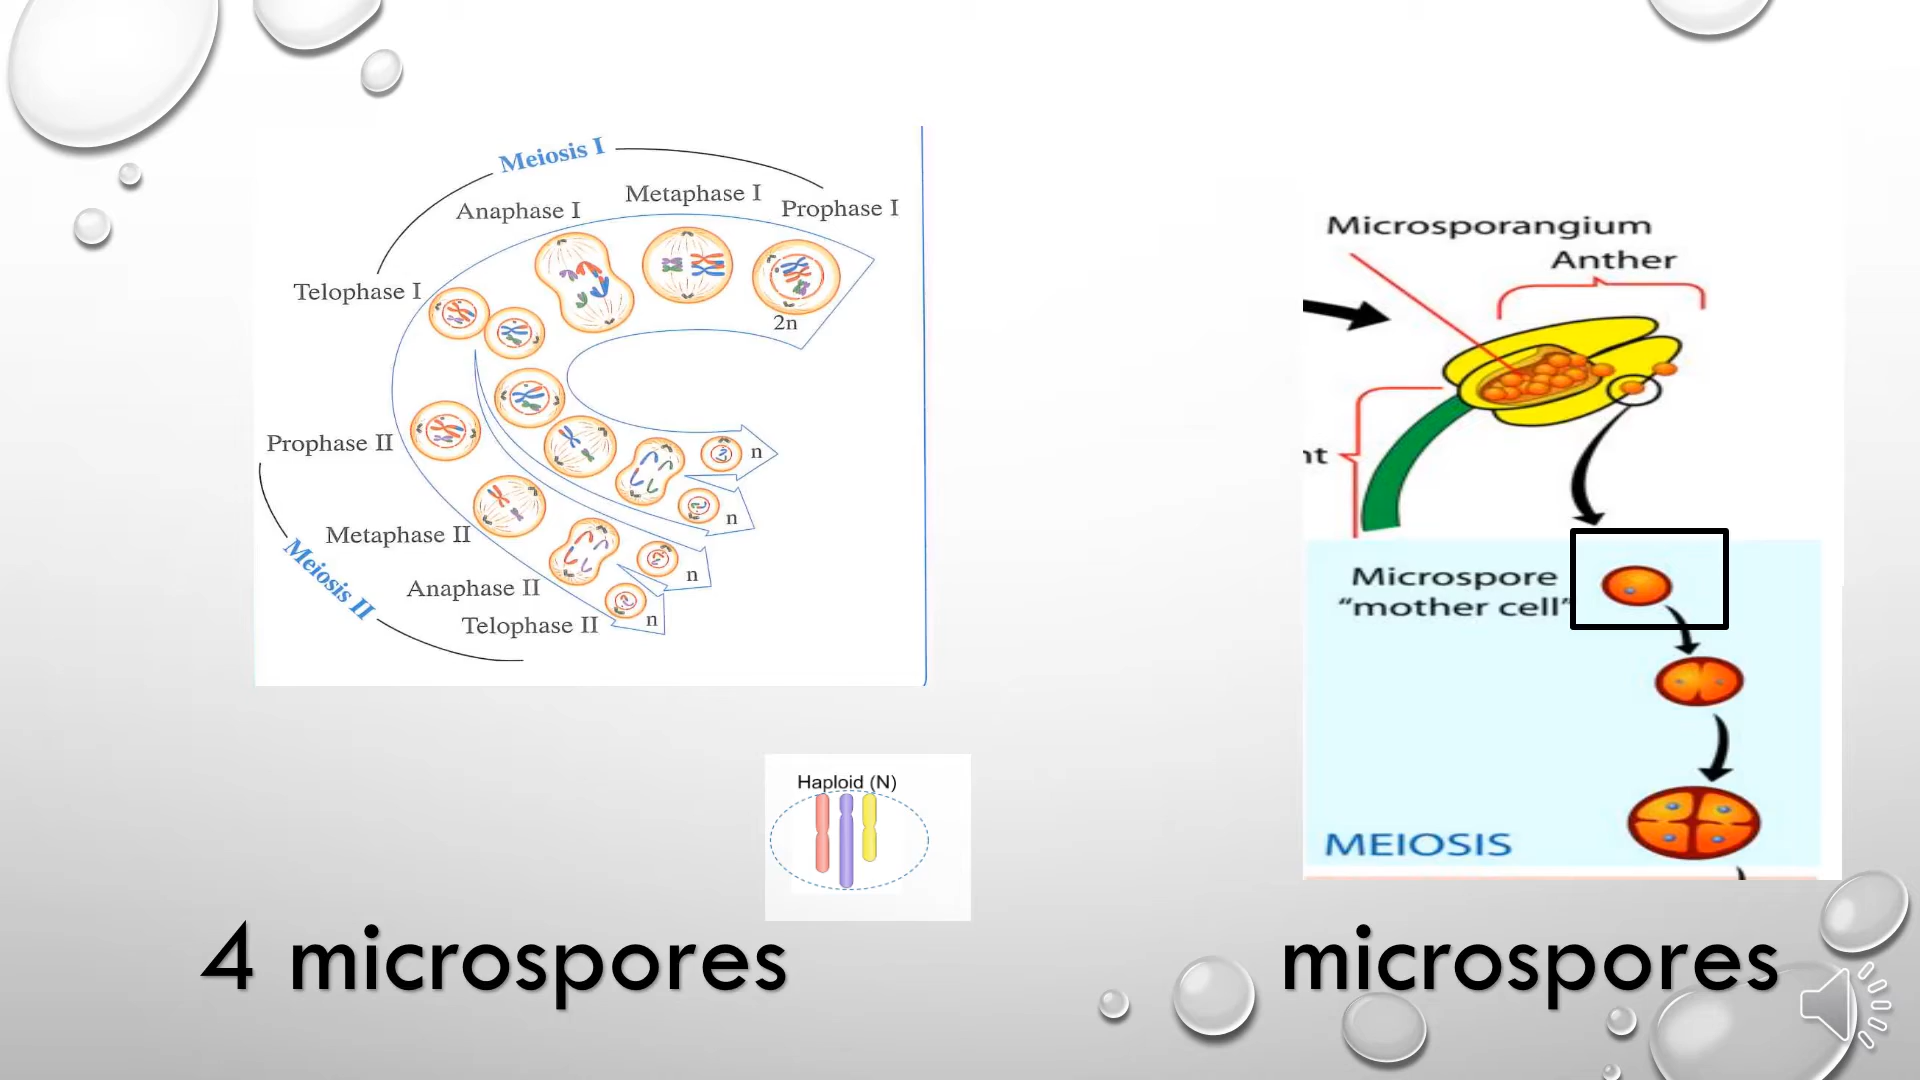 Meiosis I
Metaphase I
Anaphase I
Prophase I
Telophase I
2n
Prophase II
n
n
Metaphase II
Meiosis II
n
Anaphase II
n
Telophase II
Haploid (N)
4 microspores
Microsporangium
Anther
nt
Microspore
“mother cell”
MEIOSIS
microspores